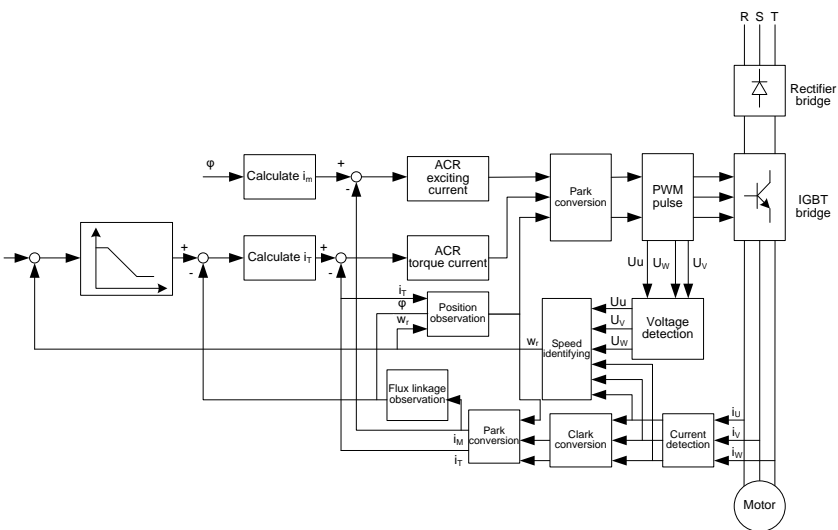 R S T
Rectifier
bridge
φ
Calculate im
+
-
ACR
exciting
current
Park
conversion
PWM
pulse
IGBT
bridge
+
-
Calculate iT
+
-
ACR
torque current
Uu
UW
UV
iT
φ
wr
Position
observation
wr
Speed
identifying
Uu
UV
UW
Voltage
detection
Flux linkage
observation
iM
iT
Park
conversion
Clark
conversion
Current
detection
iU
iV
iW
Motor